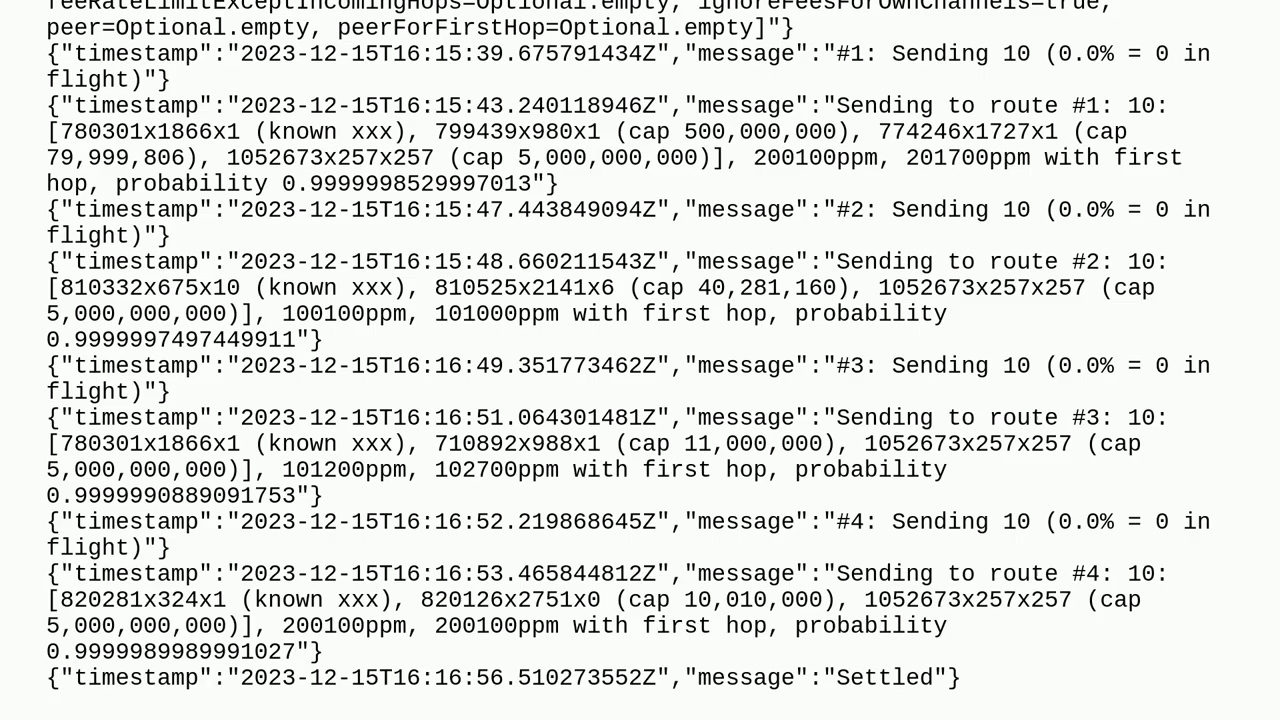 feeRateLimitExceptIncomingHops=Optional.empty, ignoreFeesForOwnChannels=true,
peer=Optional.empty, peerForFirstHop=Optional.empty]"}
{"timestamp":"2023-12-15T16:15:39.675791434Z","message":"#1: Sending 10 (0.0% = 0 in
flight)"}
{"timestamp":"2023-12-15T16:15:43.240118946Z","message":"Sending to route #1: 10:
[780301x1866x1 (known xxx), 799439x980x1 (cap 500,000,000), 774246x1727x1 (cap
79,999,806), 1052673x257x257 (cap 5,000,000,000)], 200100ppm, 201700ppm with first
hop, probability 0.9999998529997013"}
{"timestamp":"2023-12-15T16:15:47.443849094Z","message":"#2: Sending 10 (0.0% = 0 in
flight)"}
{"timestamp":"2023-12-15T16:15:48.660211543Z","message":"Sending to route #2: 10:
[810332x675x10 (known xxx), 810525x2141x6 (cap 40,281,160), 1052673x257x257 (cap
5,000,000,000)], 100100ppm, 101000ppm with first hop, probability
0.9999997497449911"}
{"timestamp":"2023-12-15T16:16:49.351773462Z","message":"#3: Sending 10 (0.0% = 0 in
flight)"}
{"timestamp":"2023-12-15T16:16:51.064301481Z","message":"Sending to route #3: 10:
[780301x1866x1 (known xxx), 710892x988x1 (cap 11,000,000), 1052673x257x257 (cap
5,000,000,000)], 101200ppm, 102700ppm with first hop, probability
0.9999990889091753"}
{"timestamp":"2023-12-15T16:16:52.219868645Z","message":"#4: Sending 10 (0.0% = 0 in
flight)"}
{"timestamp":"2023-12-15T16:16:53.465844812Z","message":"Sending to route #4: 10:
[820281x324x1 (known xxx), 820126x2751x0 (cap 10,010,000), 1052673x257x257 (cap
5,000,000,000)], 200100ppm, 200100ppm with first hop, probability
0.9999989989991027"}
{"timestamp":"2023-12-15T16:16:56.510273552Z","message":"Settled"}